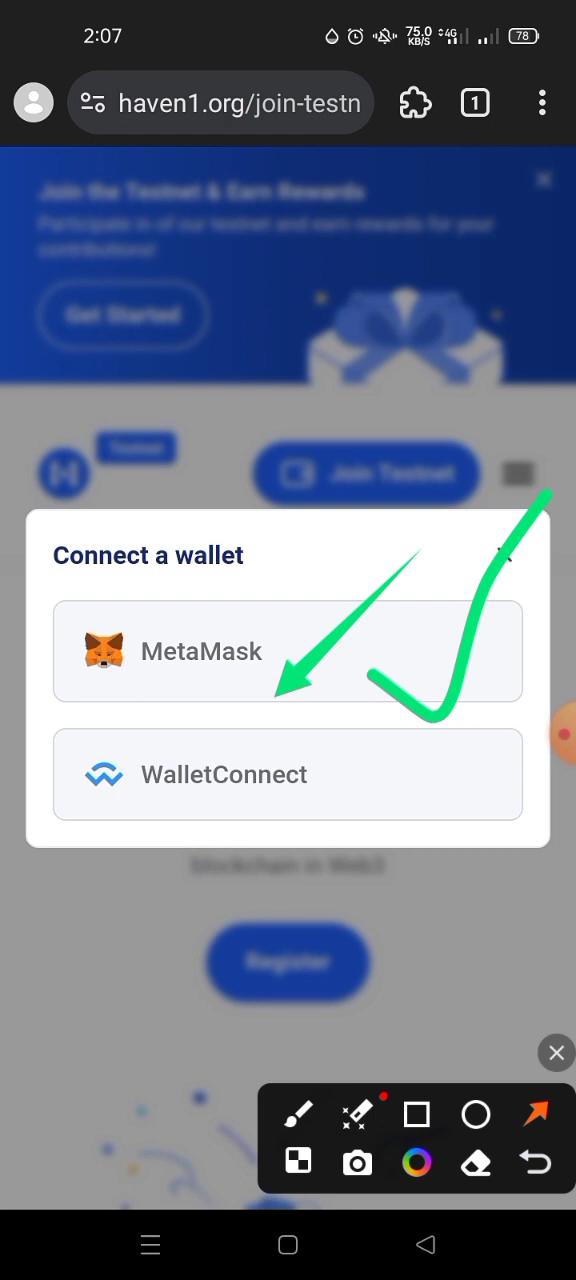 2:07
75.0
KB/S
4G
78
haven1.org/join-testn
1
Join the Testnet & Earn Rewards
Participate in of our testnet and earn rewards for your
contributions!
Get Started
Testnet
Join Testnet
Connect a wallet
MetaMask
WalletConnect
blockchain in Web3
Register